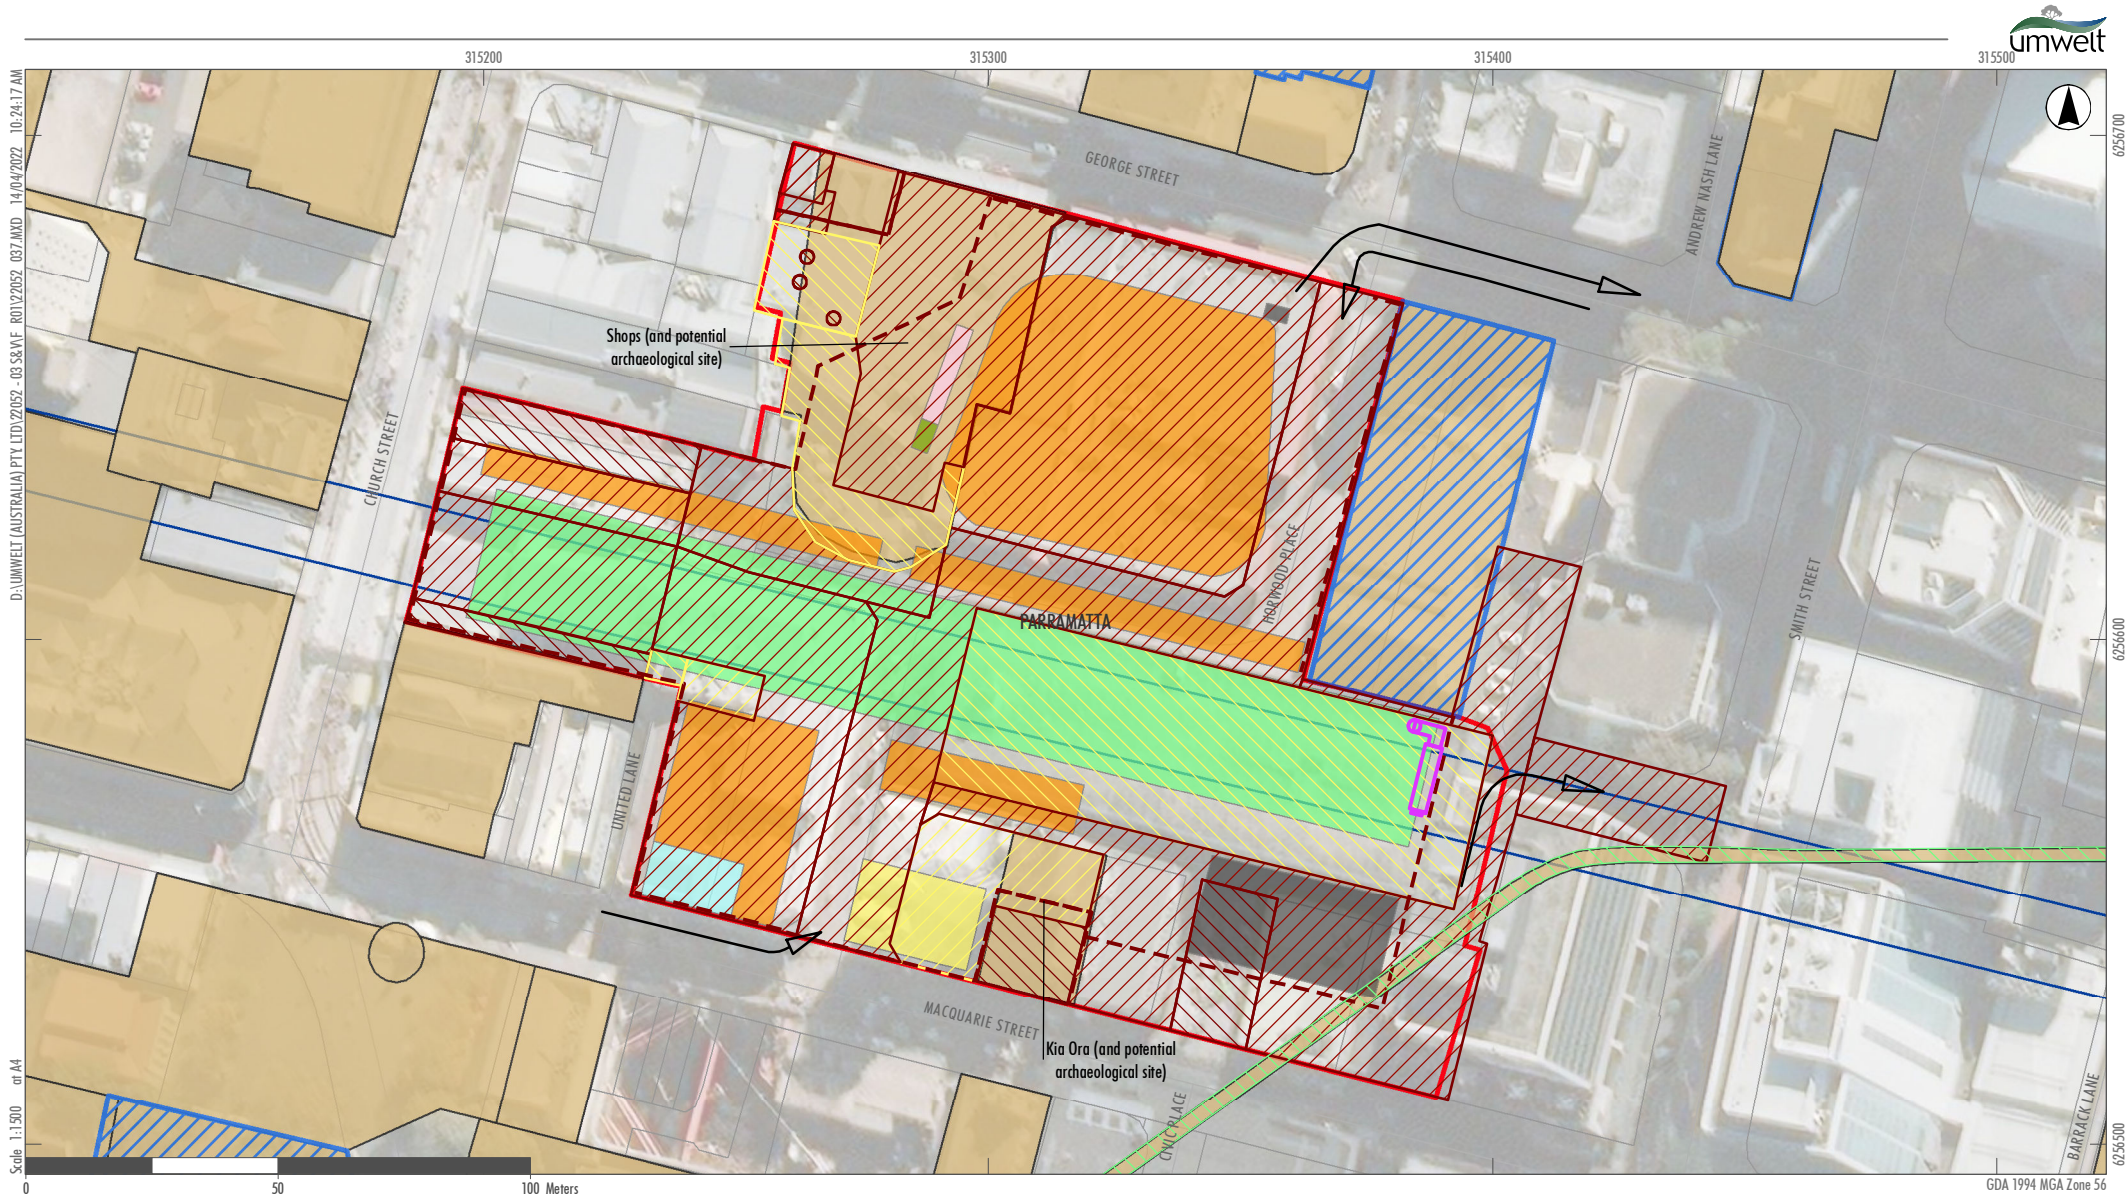 umwelt
315200
315300
315400
315500
D:\UMWELT (AUSTRALIA) PTY. LTD\22052 - 03 S&V\F R01\22052 0337.MXD 14/04/2022 10:24:17 AM
6256700
GEORGE STREET
ANDREW NASH LANE
Shops (and potential
archaeological site)
CHURCH STREET
HORWOOD PLACE
SMITH STREET
PARRAMATTA
6256600
UNITED LANE
MACQUARIE STREET
Kia Ora (and potential
archaeological site)
CIVIC PLACE
BARRACK LANE
6256500
Scale 1:1500 at A4
0
50
100 Meters
GDA 1994 MGA Zone 56